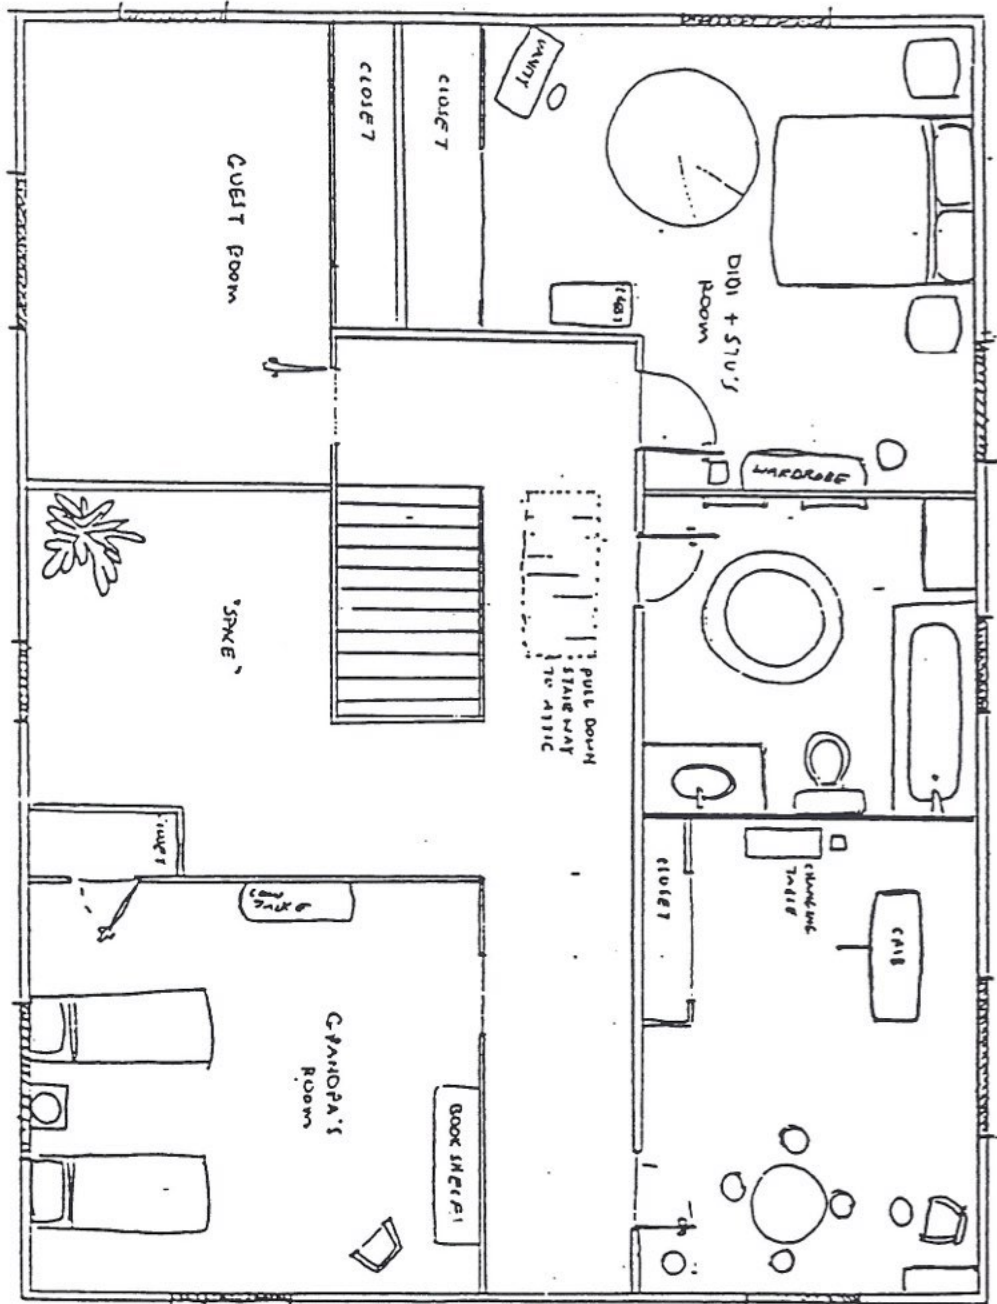 VANITY
CLOSET
CLOSET
GUEST ROOM
DIDI + STU'S
ROOM
CHEST
WARDROBE
"SPACE"
PULL DOWN
STAIRWAY
TO ATTIC
CLOSET
CHANGING
TABLE
CRIB
GRANDPA'S
ROOM
BOOK SHELF